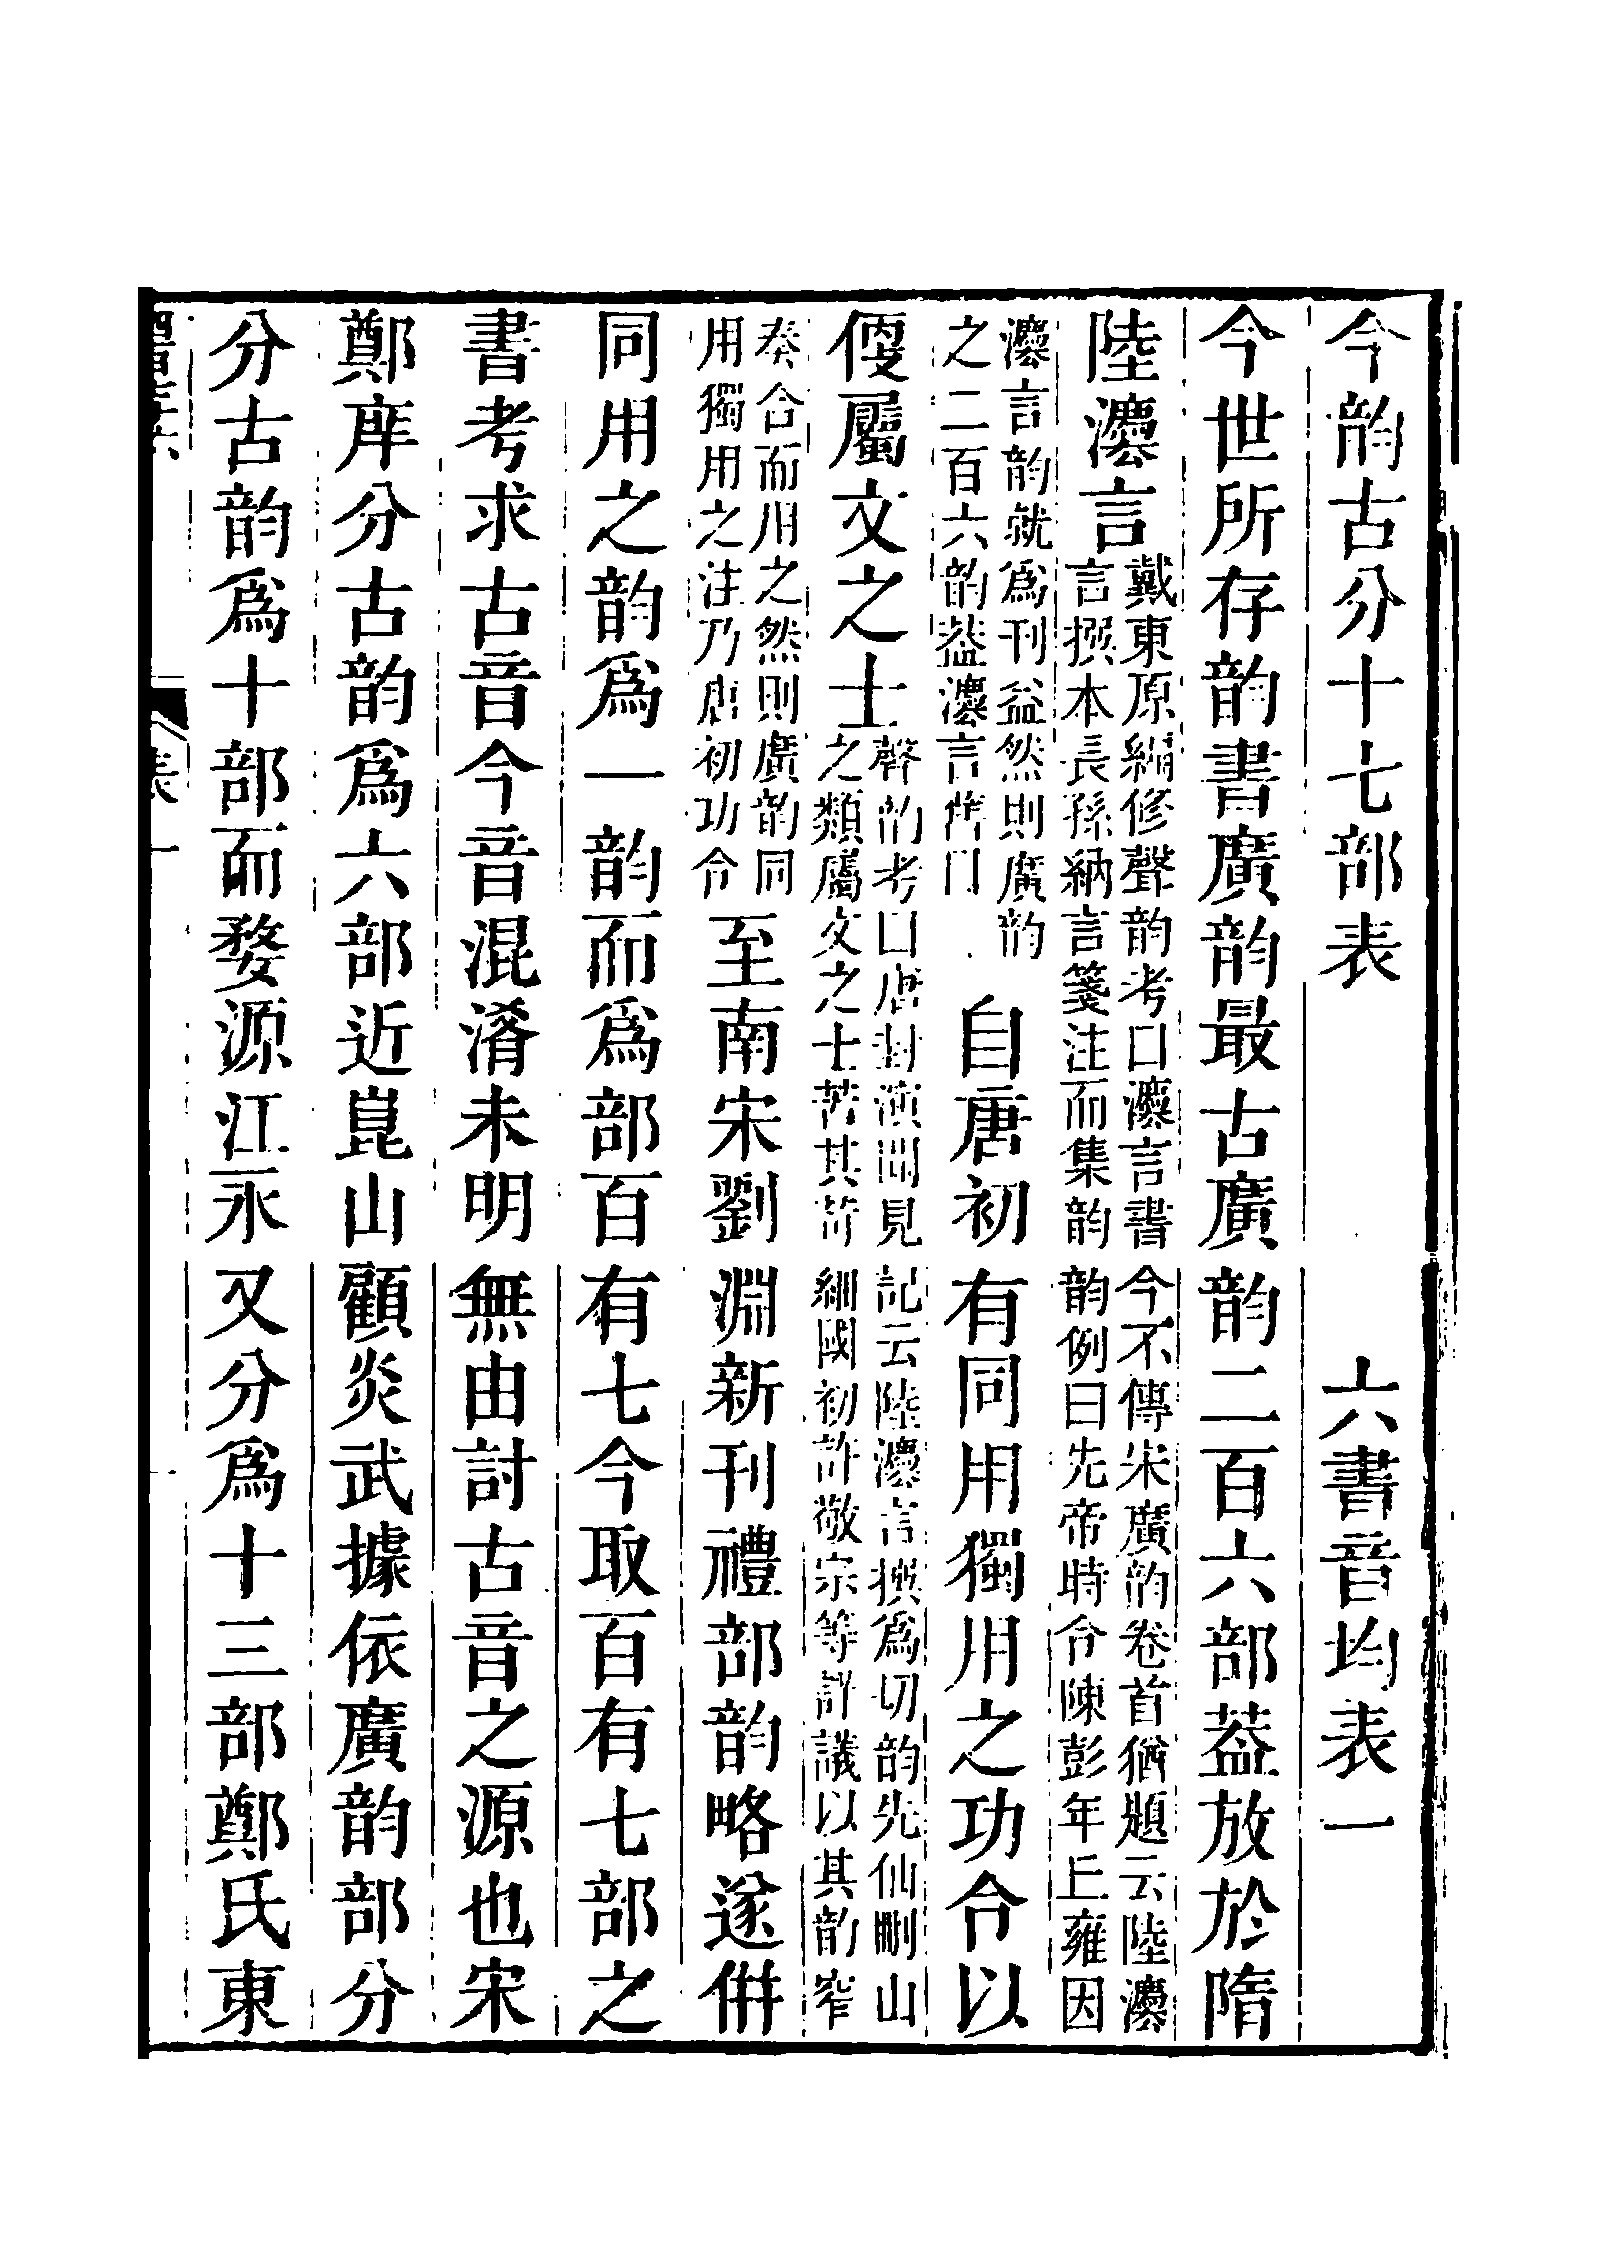 今韵古分十七部表　六書音均表一
今世所存韵書廣韵最古廣韵二百六部葢放於隋
陸灋言
戴東原編修聲韵考曰灋言書今不傳宋廣韵卷首猶題云陸灋
言撰本長孫納言箋注而集韵韵例曰先帝時令陳彭年丘雍因
灋言韵就爲刊益然則廣韵
之二百六韵葢灋言舊目
自唐初有同用獨用之功令以
便屬文之士
聲韵考曰唐封演聞見記云陸灋言撰爲切韵先仙刪山
之類屬文之士苦其苛細國初許敬宗等詳議以其韵窄
奏合而用之然則廣韵同
用獨用之注乃唐初功令
至南宋劉淵新刊禮部韵略遂併
同用之韵爲一韵而爲部百有七今取百有七部之
書考求古音今音混淆未明無由討古音之源也宋
鄭庠分古韵爲六部近崑山顧炎武據依廣韵部分
分古韵爲十部而婺源江永又分爲十三部鄭氏東
表一